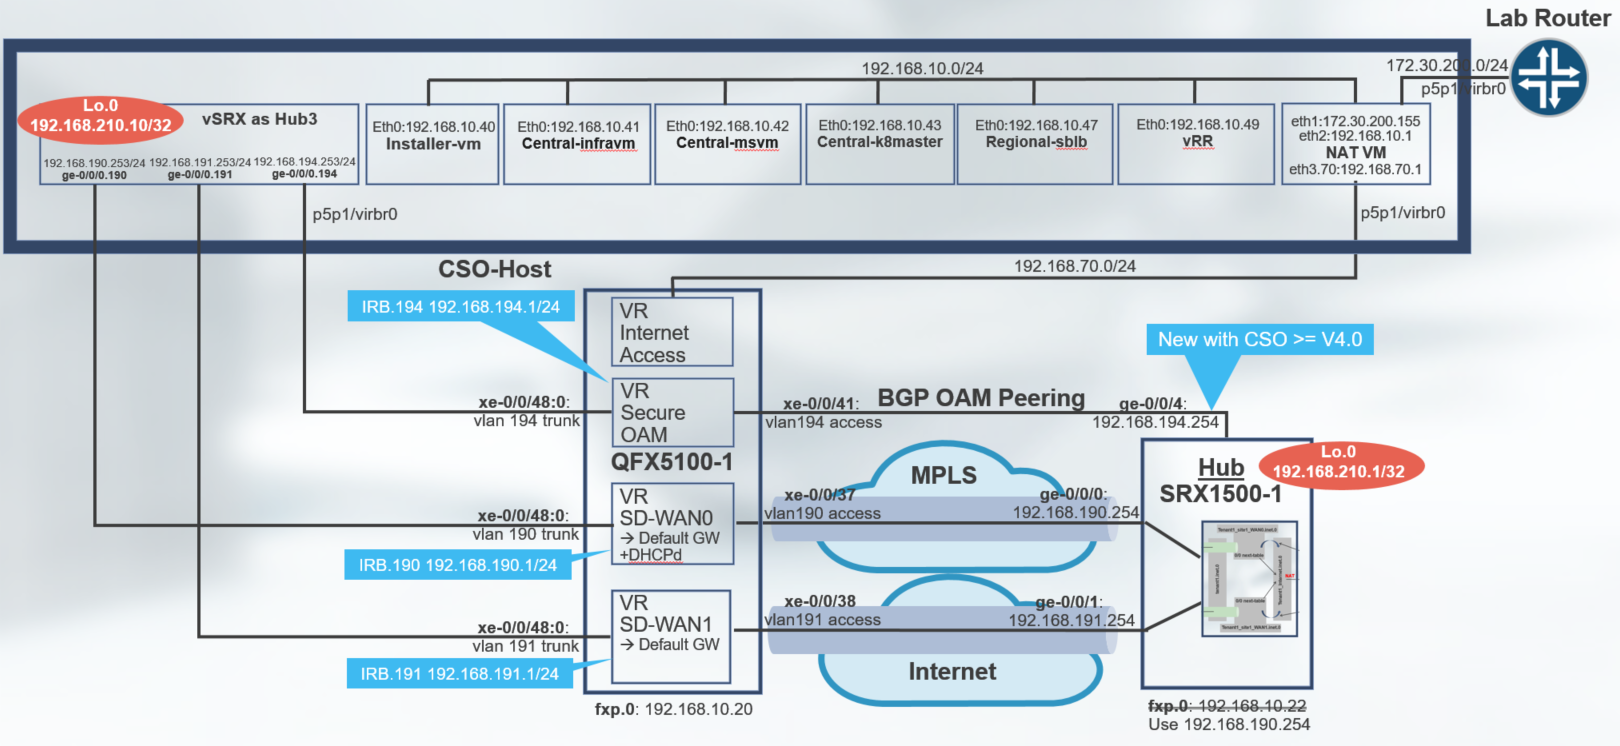 Lab Router
192.168.10.0/24
172.30.200.0/24
p5p1/virbr0
Lo.0
192.168.210.10/32
vSRX as Hub3
192.168.190.253/24 192.168.191.253/24 192.168.194.253/24
ge-0/0/0.190 ge-0/0/0.191 ge-0/0/0.194
Eth0:192.168.10.40
Installer-vm
Eth0:192.168.10.41
Central-infravm
Eth0:192.168.10.42
Central-msvm
Eth0:192.168.10.43
Central-k8master
Eth0:192.168.10.47
Regional-sblb
Eth0:192.168.10.49
vRR
eth1:172.30.200.155
eth2:192.168.10.1
NAT VM
eth3.70:192.168.70.1
p5p1/virbr0
p5p1/virbr0
CSO-Host
192.168.70.0/24
IRB.194 192.168.194.1/24
VR
Internet
Access
New with CSO >= V4.0
VR
Secure
OAM
QFX5100-1
xe-0/0/48:0:
vlan 194 trunk
xe-0/0/41:
vlan194 access
BGP OAM Peering
ge-0/0/4:
192.168.194.254
Hub
SRX1500-1
Lo.0
192.168.210.1/32
MPLS
xe-0/0/37
vlan190 access
ge-0/0/0:
192.168.190.254
VR
SD-WAN0
→ Default GW
+DHCPd
xe-0/0/48:0:
vlan 190 trunk
IRB.190 192.168.190.1/24
VR
SD-WAN1
→ Default GW
xe-0/0/48:0:
vlan 191 trunk
IRB.191 192.168.191.1/24
xe-0/0/38
vlan191 access
ge-0/0/1:
192.168.191.254
Internet
NAT
fxp.0: 192.168.10.20
fxp.0: 192.168.10.22
Use 192.168.190.254